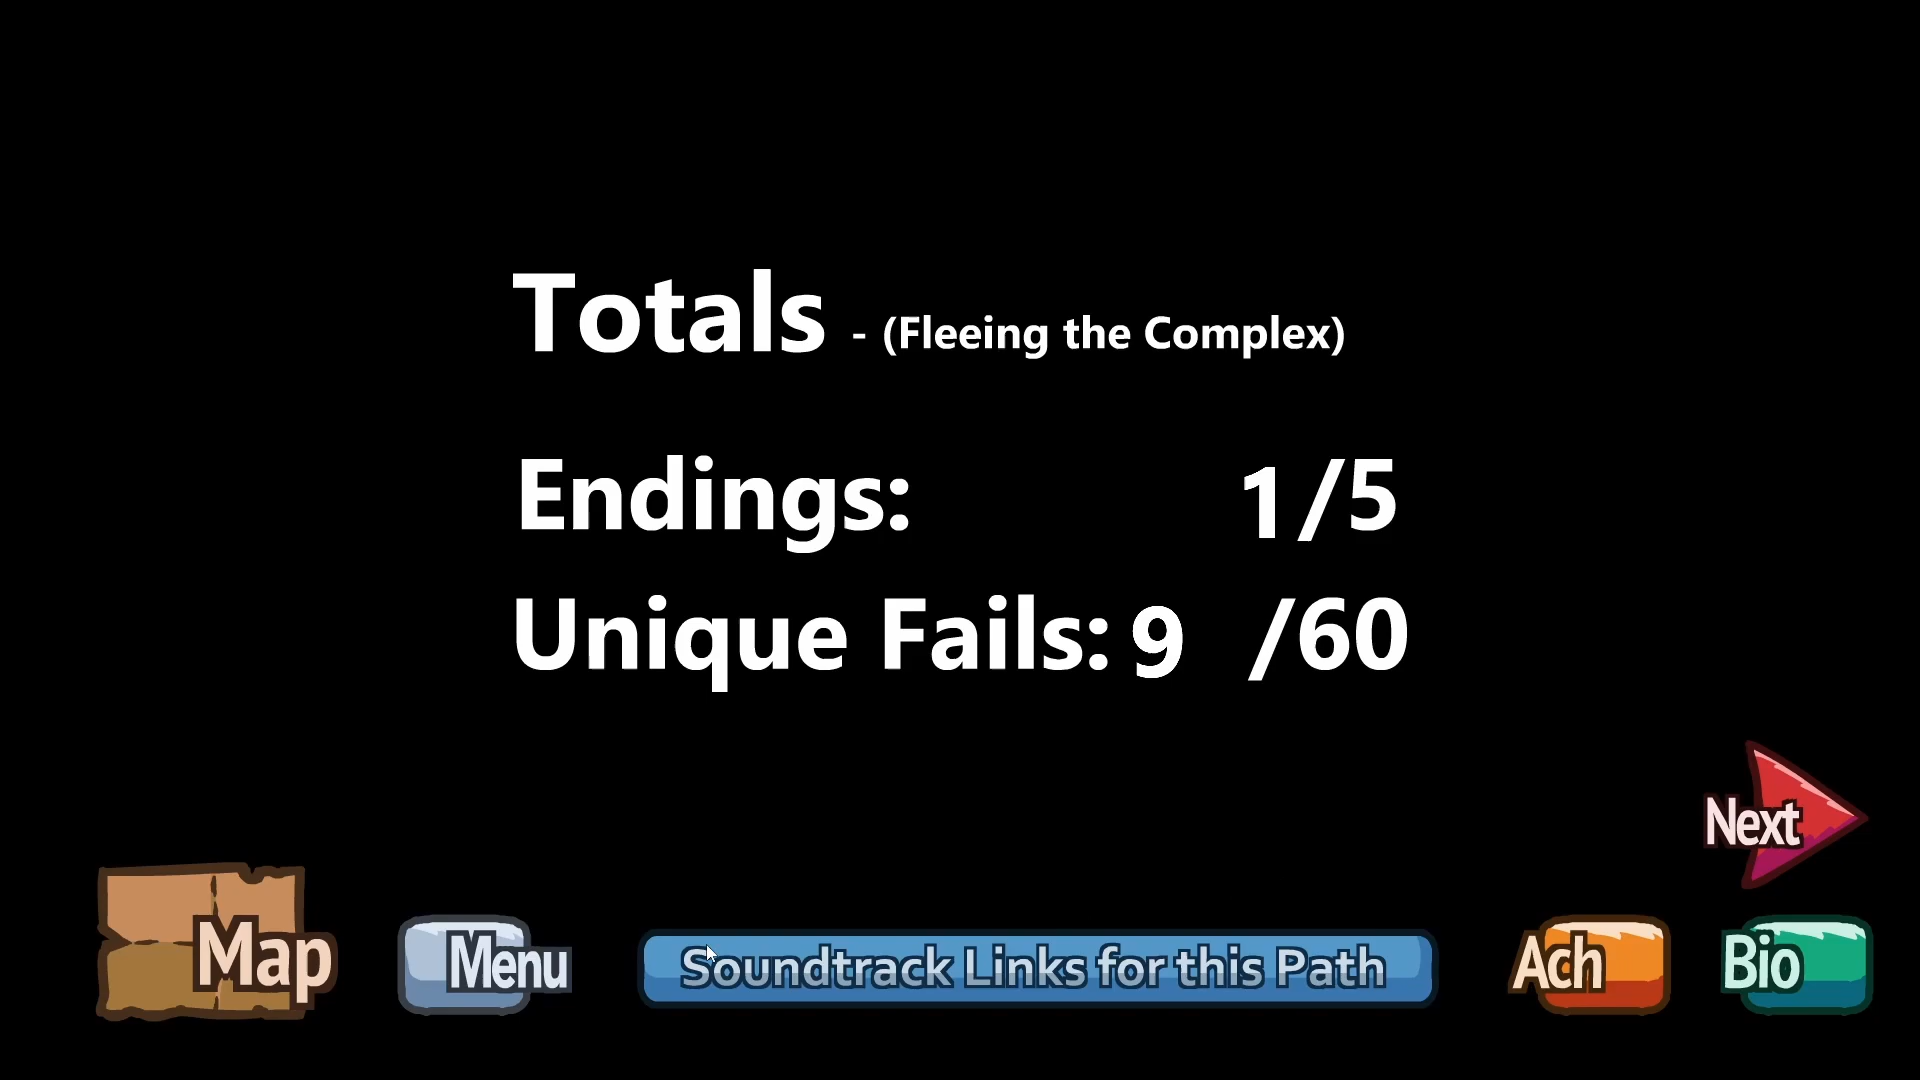 Totals - (Fleeing the Complex)
Endings: 1/5
Unique Fails: 9 /60
Next
Map
Menu
Soundtrack Links for this Path
Ach
Bio